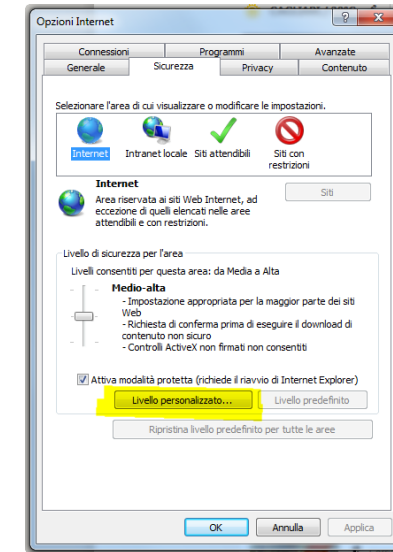 Opzioni Internet
Connessioni Programmi Avanzate
Generale Sicurezza Privacy Contenuto
Selezionare l'area di cui visualizzare o modificare le impostazioni.
Internet Intranet locale Siti attendibili Siti con
restrizioni
Internet
Area riservata ai siti Web Internet, ad
eccezione di quelli elencati nelle aree
attendibili e con restrizioni.
Siti
Livello di sicurezza per l'area
Livelli consentiti per questa area: da Media a Alta
Medio-alta
- Impostazione appropriata per la maggior parte dei siti
Web
- Richiesta di conferma prima di eseguire il download di
contenuto non sicuro
- Controlli ActiveX non firmati non consentiti
Attiva modalità protetta (richiede il riavvio di Internet Explorer)
Livello personalizzato... Livello predefinito
Ripristina livello predefinito per tutte le aree
OK Annulla Applica